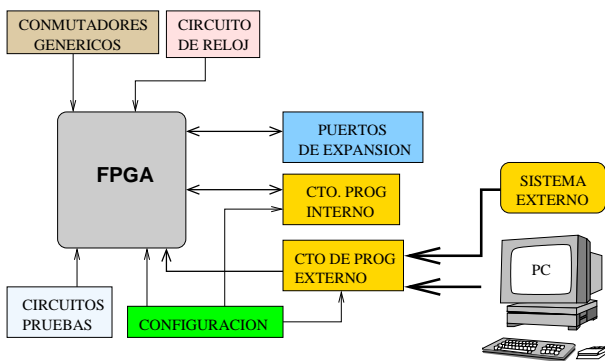 CONMUTADORES
GENERICOS
CIRCUITO
DE RELOJ
FPGA
PUERTOS
DE EXPANSION
CTO. PROG
INTERNO
SISTEMA
EXTERNO
CTO DE PROG
EXTERNO
PC
CIRCUITOS
PRUEBAS
CONFIGURACION